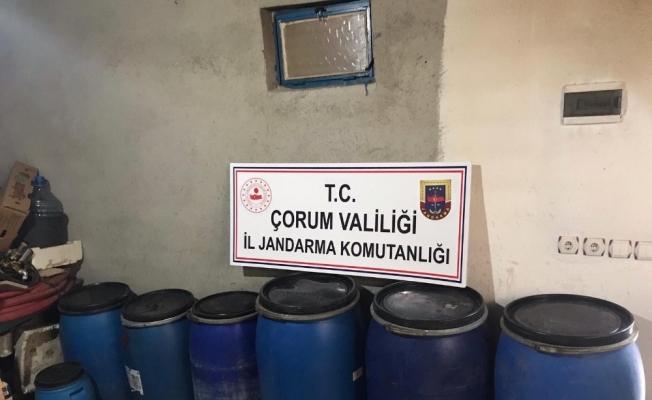 T.C.
ÇORUM VALİLİĞİ
İL JANDARMA KOMUTANLIĞI